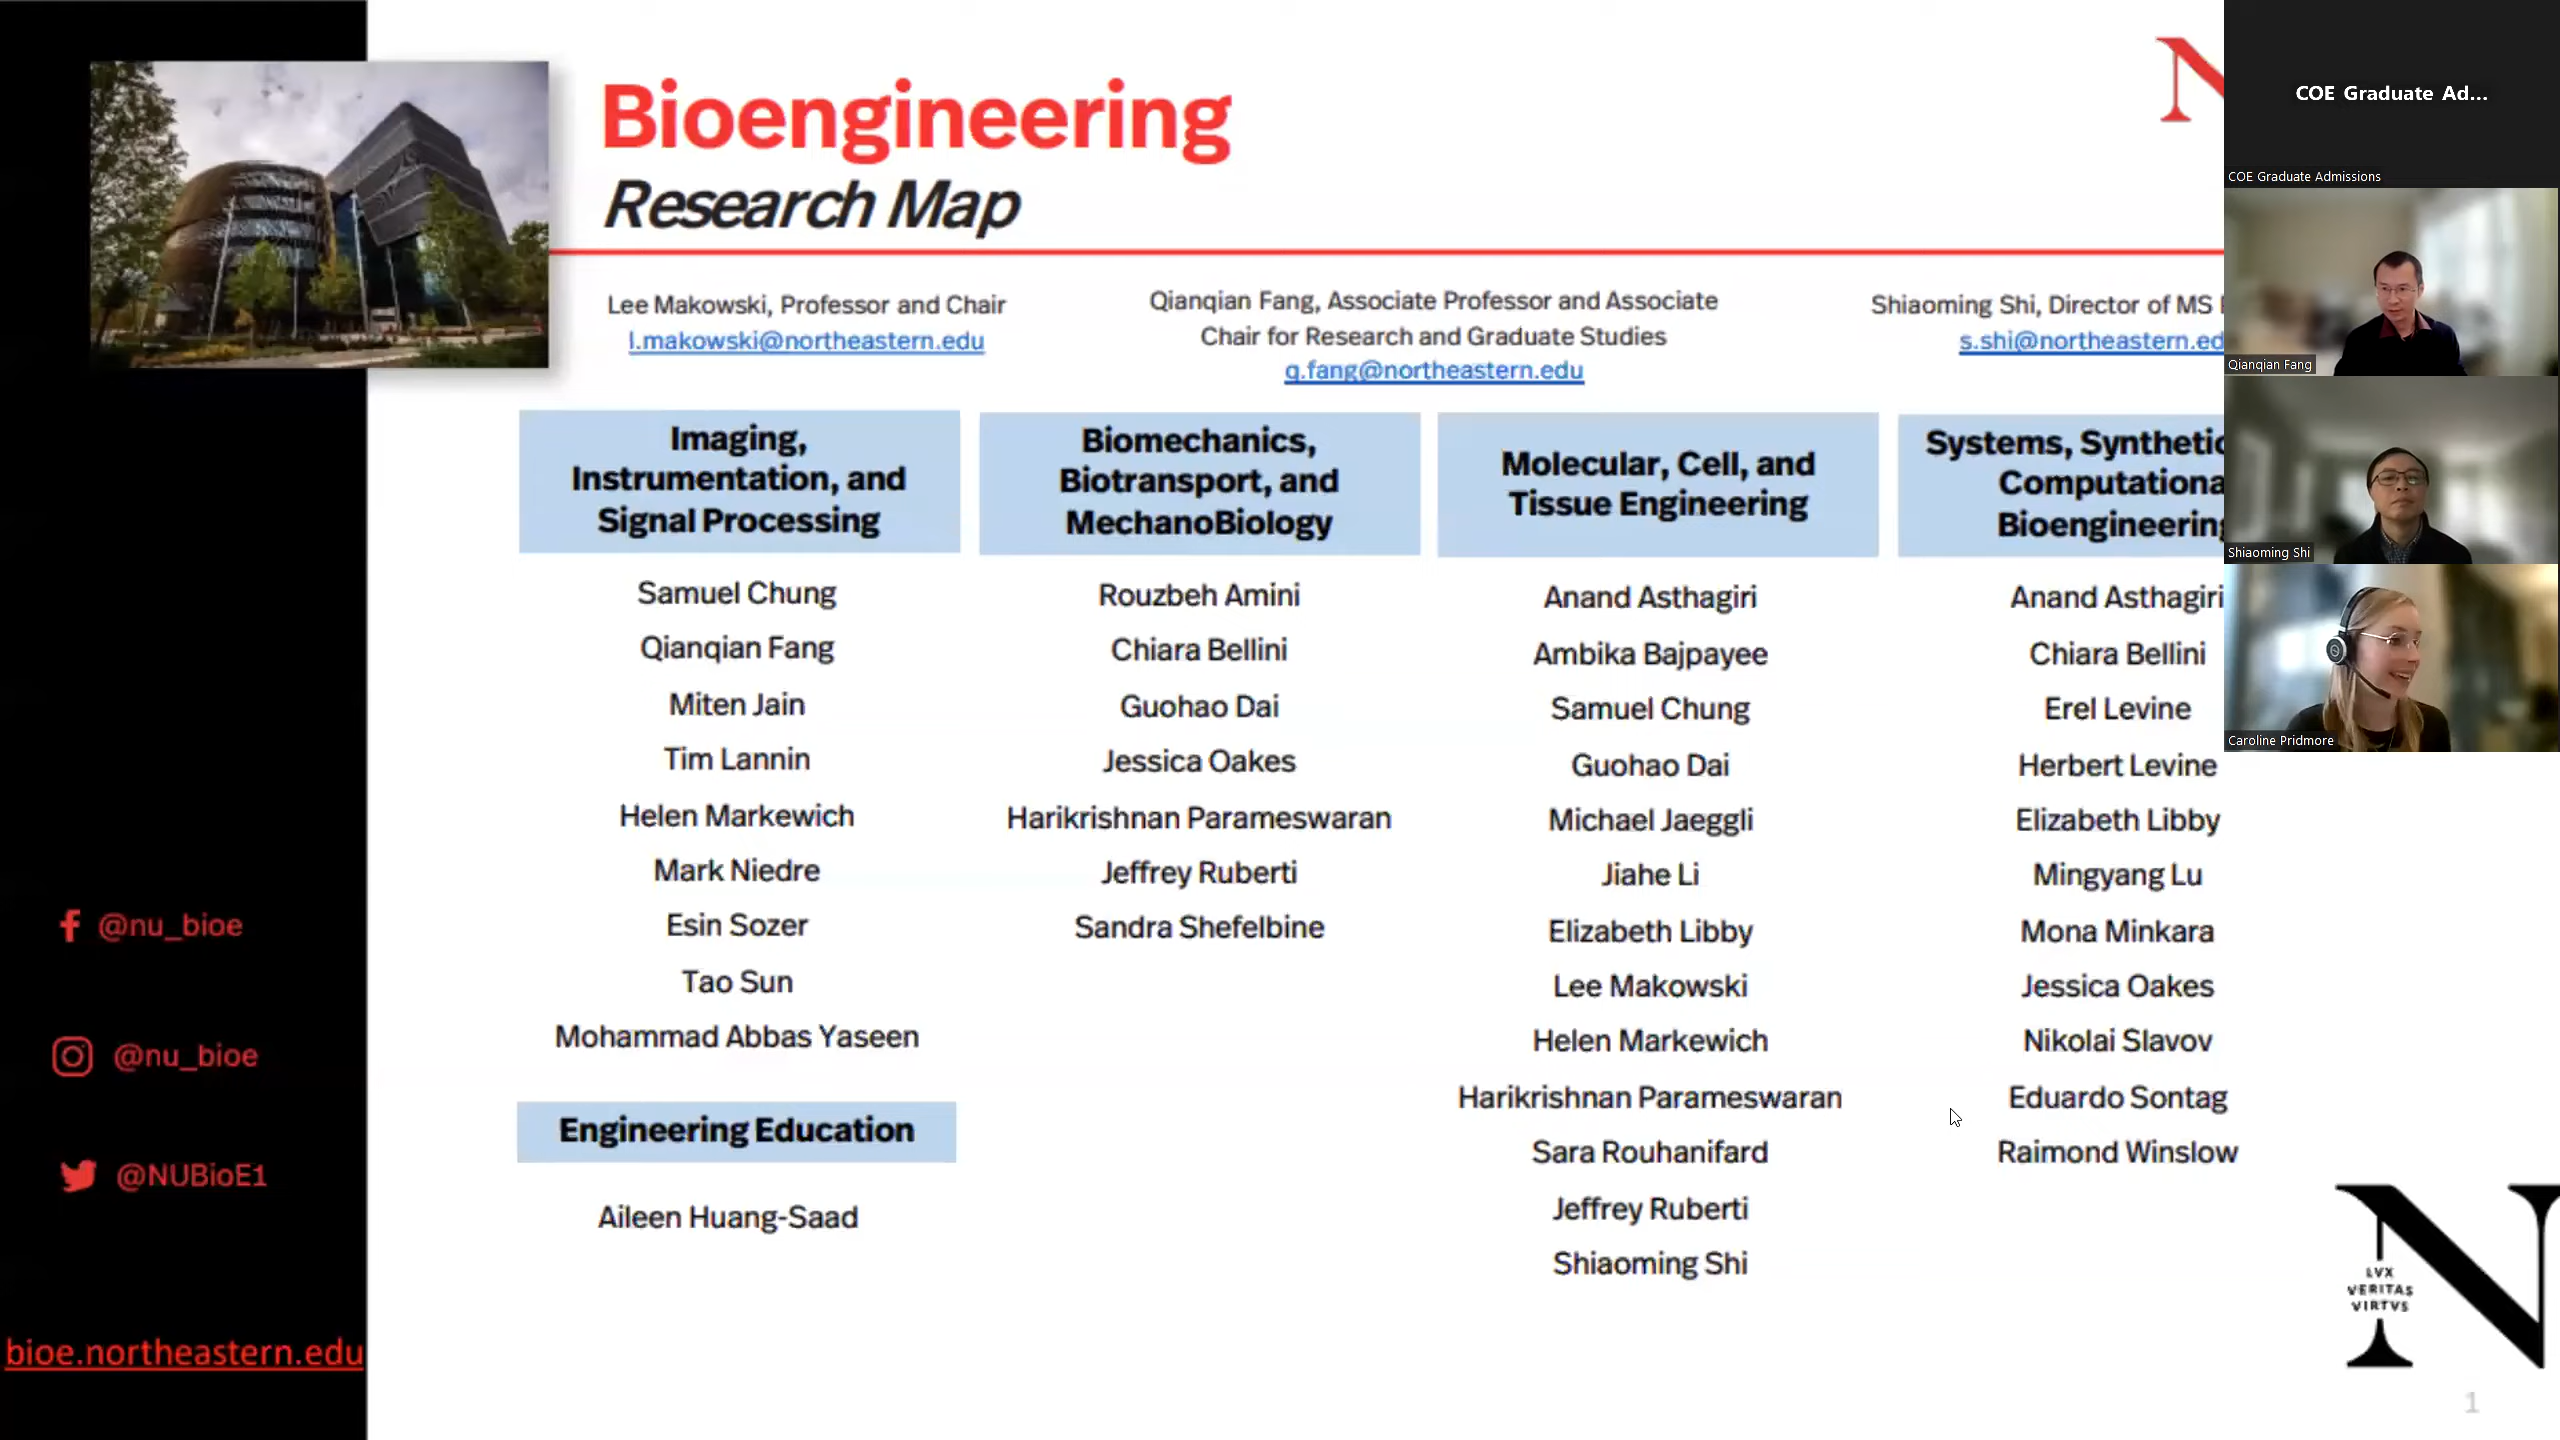 Bioengineering
Research Map
Lee Makowski, Professor and Chair
l.makowski@northeastern.edu
Qianqian Fang, Associate Professor and Associate
Chair for Research and Graduate Studies
q.fang@northeastern.edu
Shiaoming Shi, Director of MS
s.shi@northeastern.ed
Imaging,
Instrumentation, and
Signal Processing
Samuel Chung
Qianqian Fang
Miten Jain
Tim Lannin
Helen Markewich
Mark Niedre
Esin Sozer
Tao Sun
Mohammad Abbas Yaseen
Engineering Education
Aileen Huang-Saad
Biomechanics,
Biotransport, and
MechanoBiology
Rouzbeh Amini
Chiara Bellini
Guohao Dai
Jessica Oakes
Harikrishnan Parameswaran
Jeffrey Ruberti
Sandra Shefelbine
Molecular, Cell, and
Tissue Engineering
Anand Asthagiri
Ambika Bajpayee
Samuel Chung
Guohao Dai
Michael Jaeggli
Jiahe Li
Elizabeth Libby
Lee Makowski
Helen Markewich
Harikrishnan Parameswaran
Sara Rouhanifard
Jeffrey Ruberti
Shiaoming Shi
Systems, Synthetic
Computationa
Bioengineering
Anand Asthagiri
Chiara Bellini
Erel Levine
Herbert Levine
Elizabeth Libby
Mingyang Lu
Mona Minkara
Jessica Oakes
Nikolai Slavov
Eduardo Sontag
Raimond Winslow
@nu_bioe
@nu_bioe
@NUBioE1
bioe.northeastern.edu
COE Graduate Ad...
COE Graduate Admissions
Qianqian Fang
Shiaoming Shi
Caroline Pridmore
N
N
LVX
VERITAS
VIRTVS
1